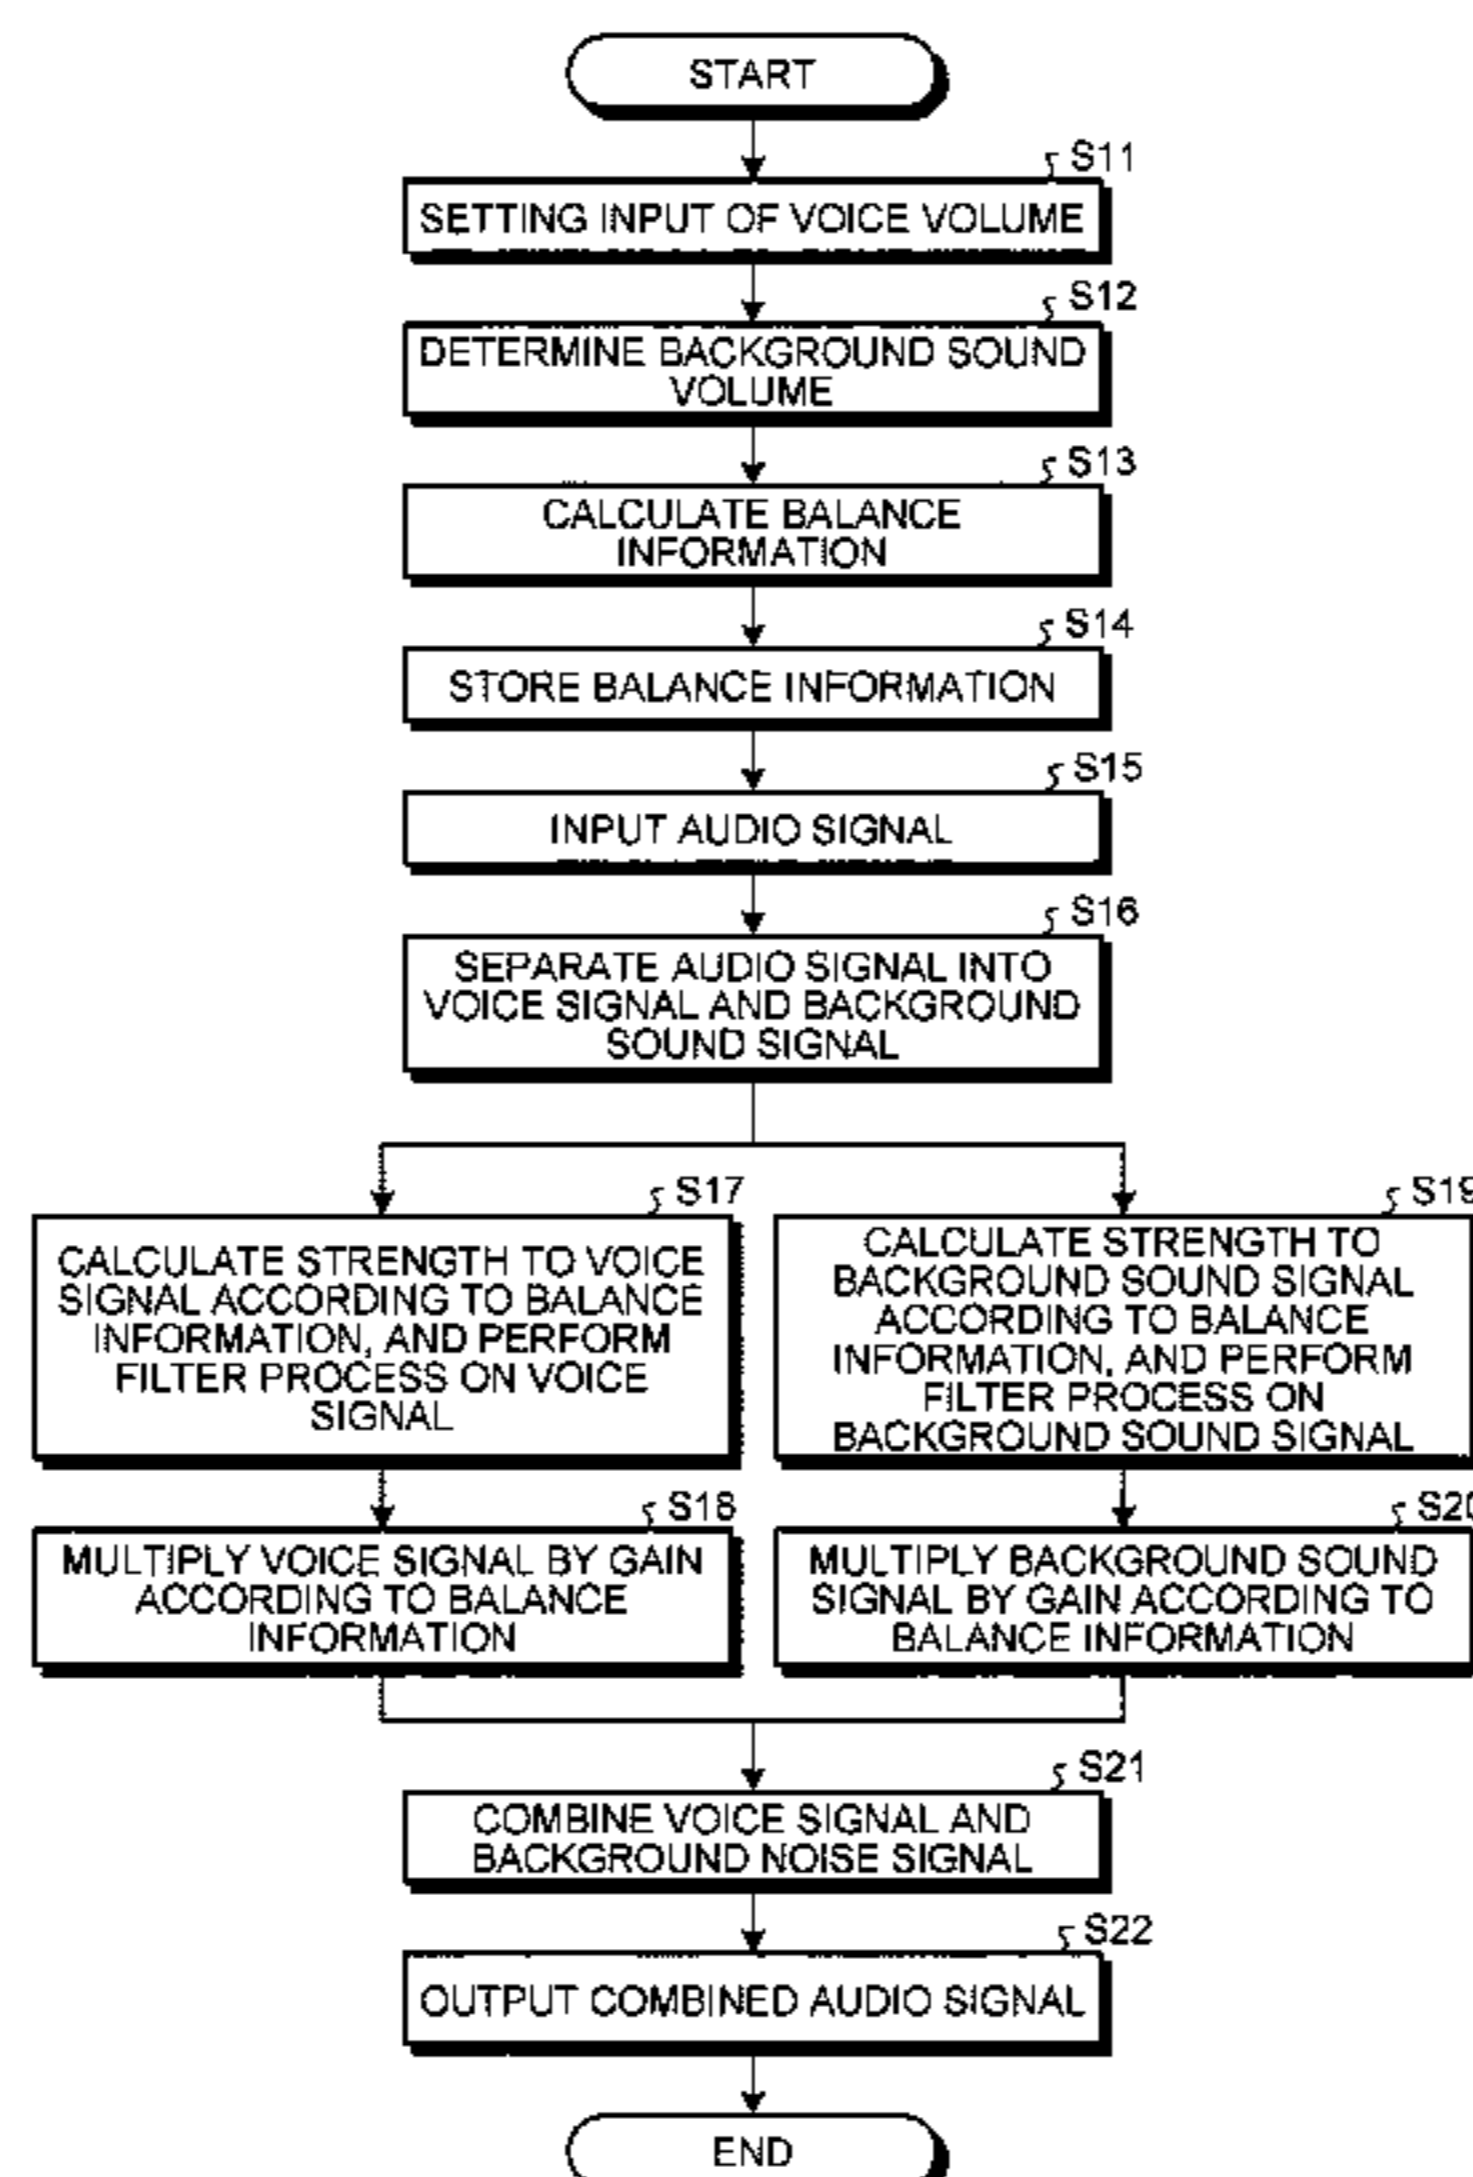 START
S11
SETTING INPUT OF VOICE VOLUME
S12
DETERMINE BACKGROUND SOUND
VOLUME
S13
CALCULATE BALANCE
INFORMATION
S14
STORE BALANCE INFORMATION
S15
INPUT AUDIO SIGNAL
S16
SEPARATE AUDIO SIGNAL INTO
VOICE SIGNAL AND BACKGROUND
SOUND SIGNAL
S17
CALCULATE STRENGTH TO VOICE
SIGNAL ACCORDING TO BALANCE
INFORMATION, AND PERFORM
FILTER PROCESS ON VOICE
SIGNAL
S18
MULTIPLY VOICE SIGNAL BY GAIN
ACCORDING TO BALANCE
INFORMATION
S19
CALCULATE STRENGTH TO
BACKGROUND SOUND SIGNAL
ACCORDING TO BALANCE
INFORMATION, AND PERFORM
FILTER PROCESS ON
BACKGROUND SOUND SIGNAL
S20
MULTIPLY BACKGROUND SOUND
SIGNAL BY GAIN ACCORDING TO
BALANCE INFORMATION
S21
COMBINE VOICE SIGNAL AND
BACKGROUND NOISE SIGNAL
S22
OUTPUT COMBINED AUDIO SIGNAL
END